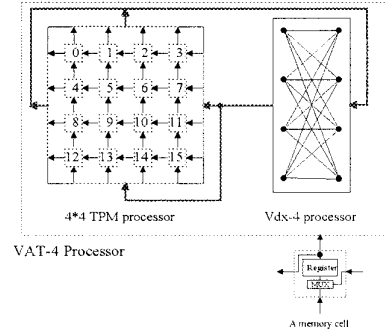 0 1 2 3
4 5 6 7
8 9 10 11
12 13 14 15
4*4 TPM processor
Vdx-4 processor
VAT-4 Processor
Register
MUX
A memory cell